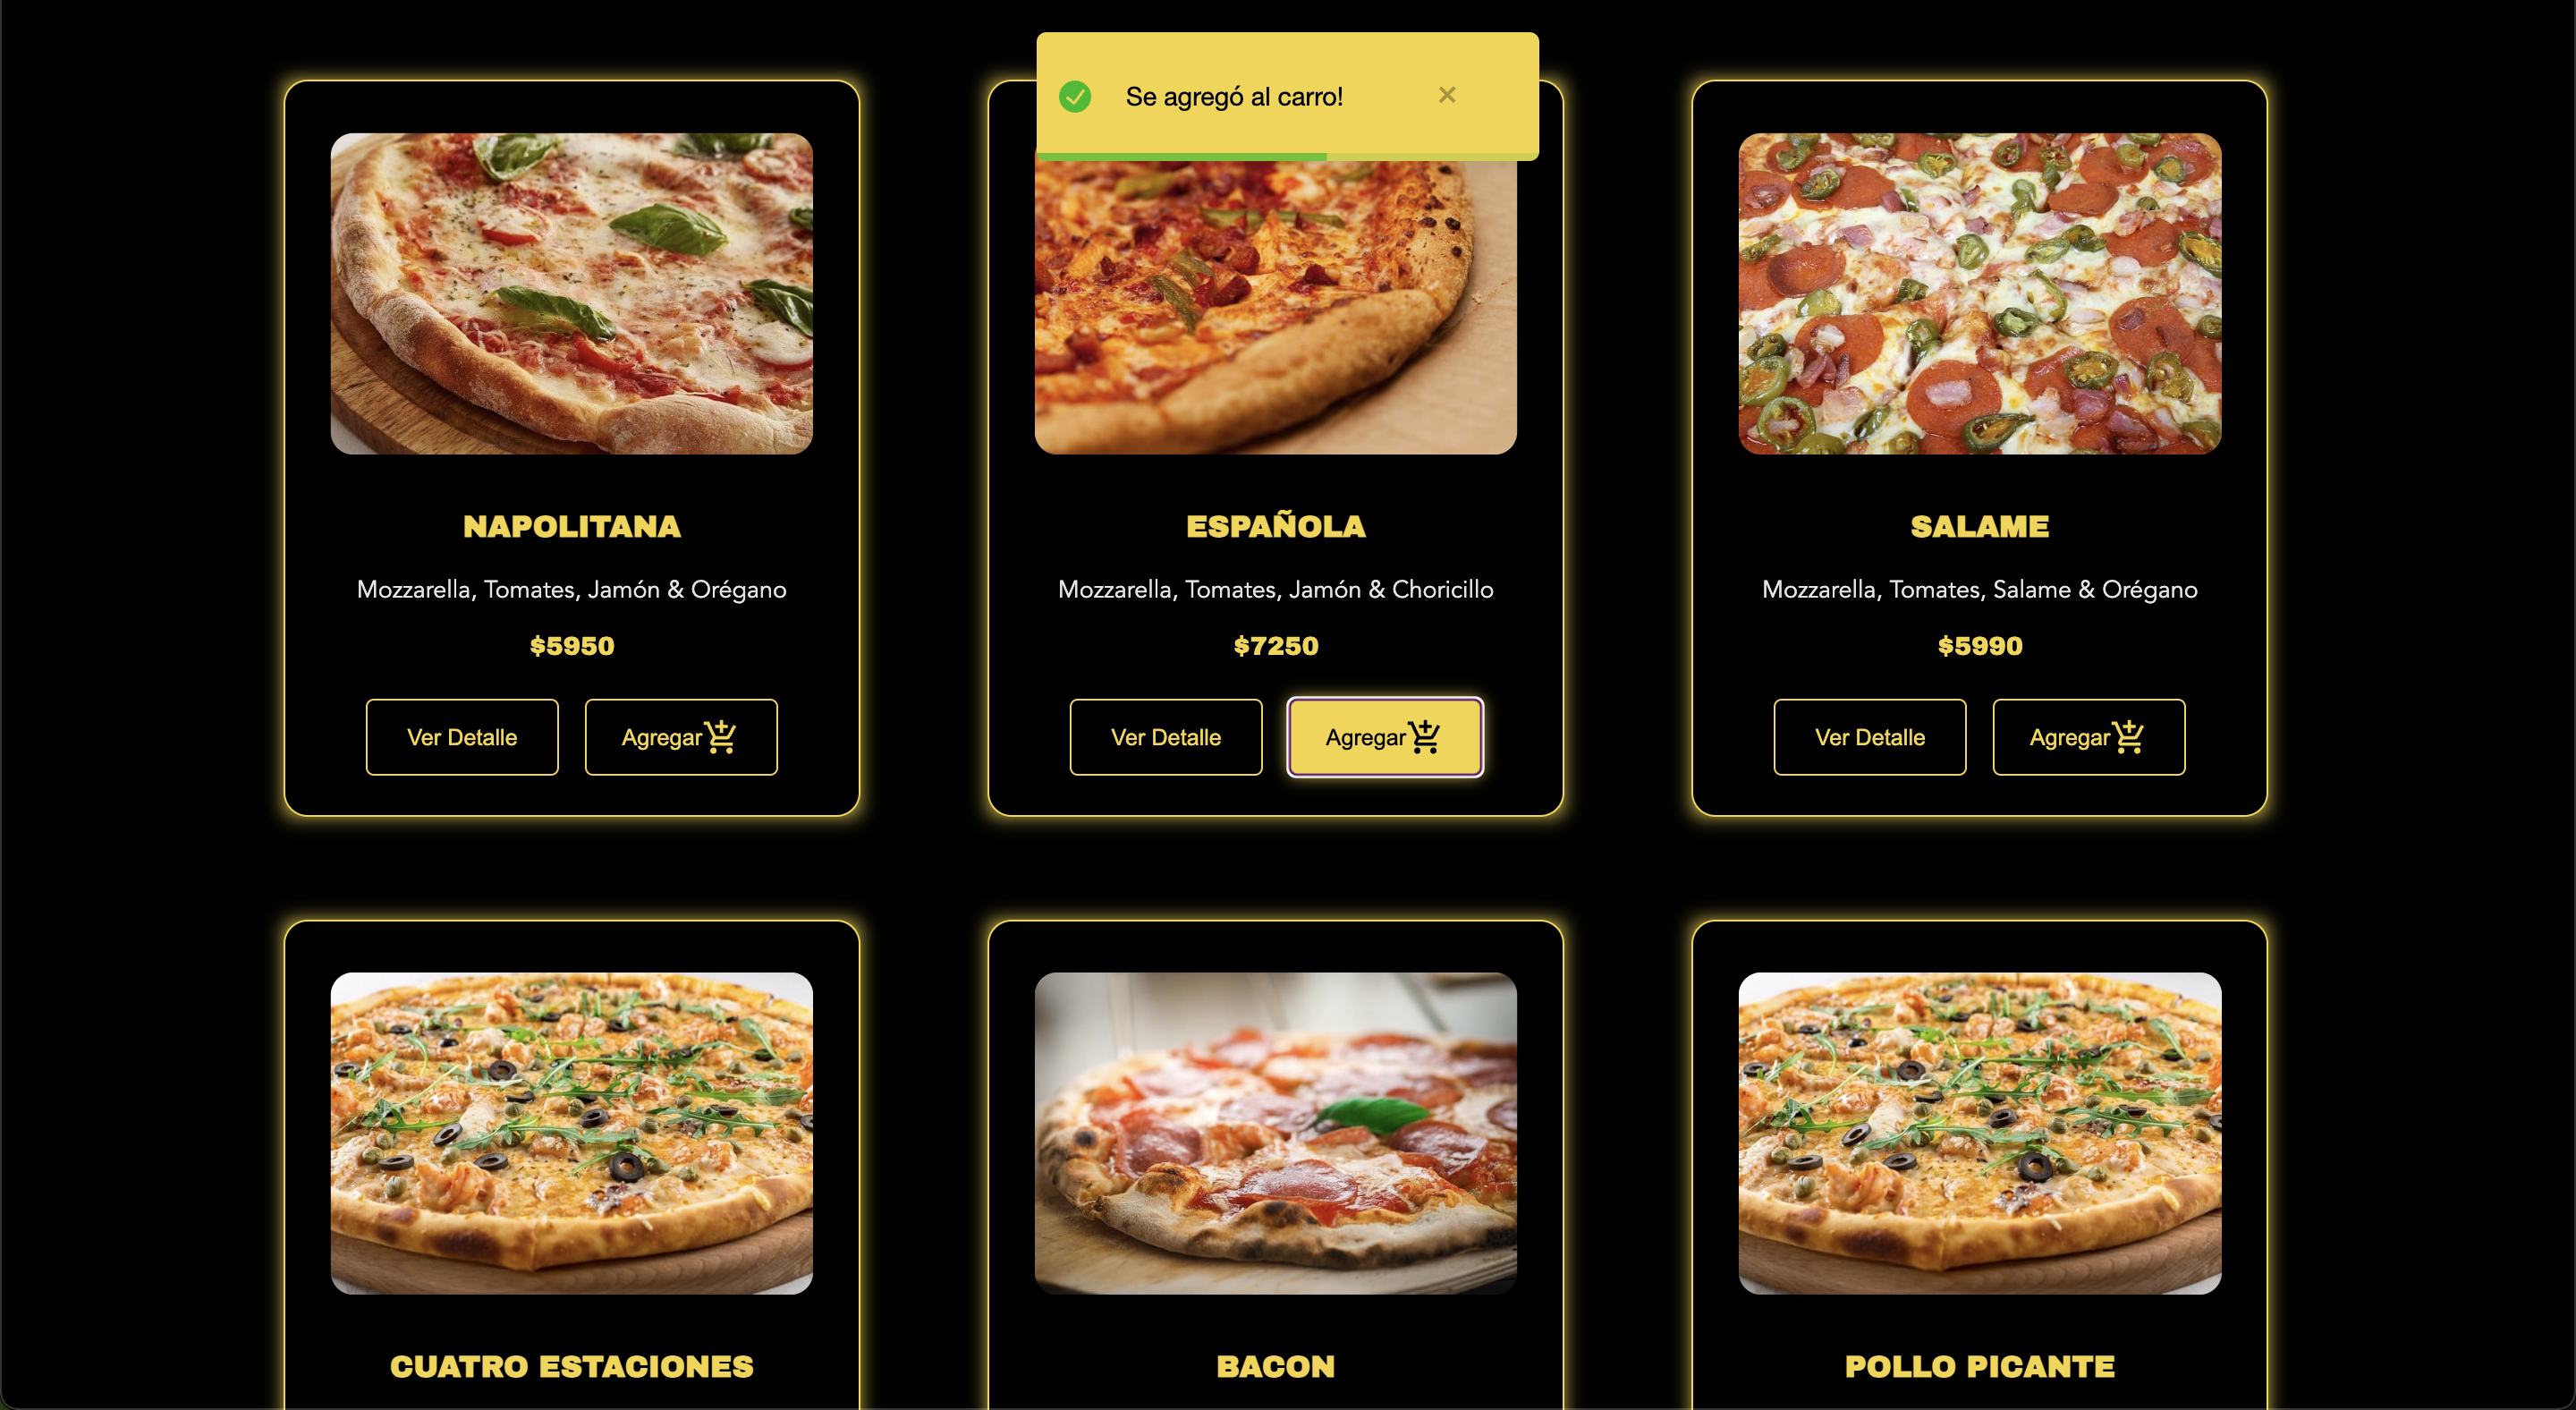 Se agregó al carro!
NAPOLITANA
Mozzarella, Tomates, Jamón & Orégano
$5950
Ver Detalle
Agregar
ESPAÑOLA
Mozzarella, Tomates, Jamón & Choricillo
$7250
Ver Detalle
Agregar
SALAME
Mozzarella, Tomates, Salame & Orégano
$5990
Ver Detalle
Agregar
CUATRO ESTACIONES
BACON
POLLO PICANTE